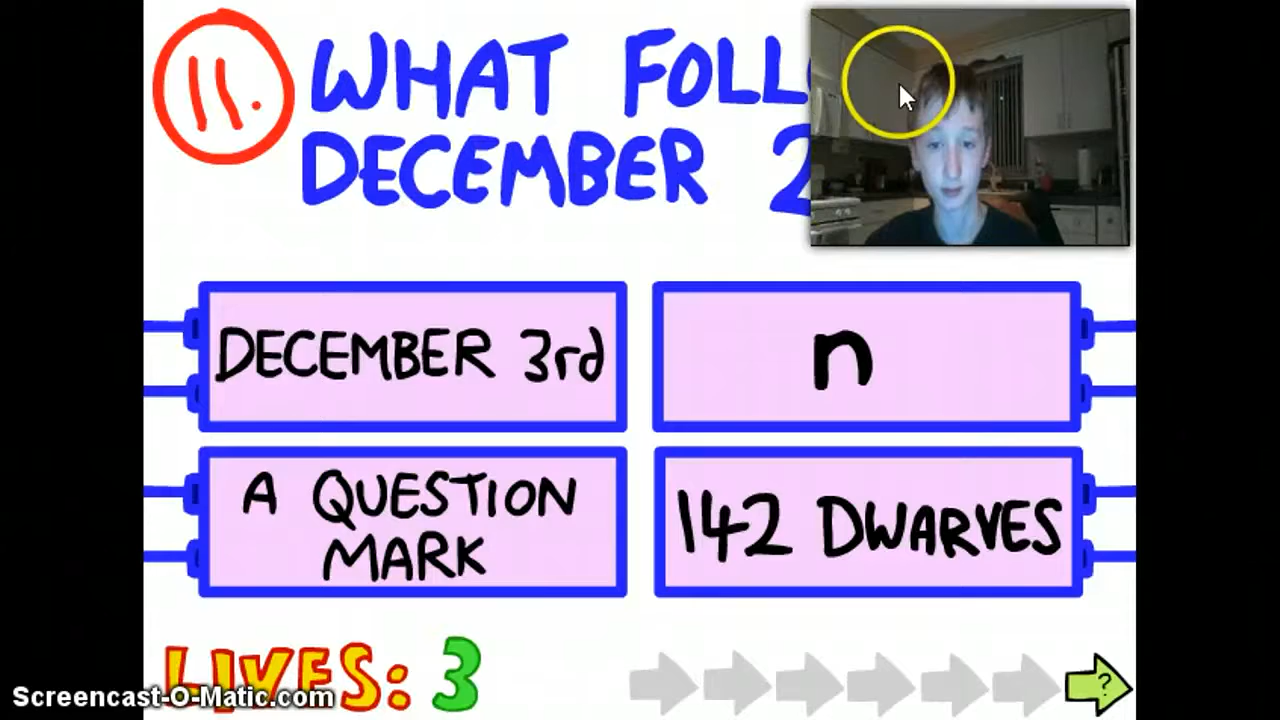 11. WHAT FOLL
DECEMBER 2
DECEMBER 3rd
n
A QUESTION
MARK
142 DWARVES
LIVES: 3
?
Screencast-O-Matic.com